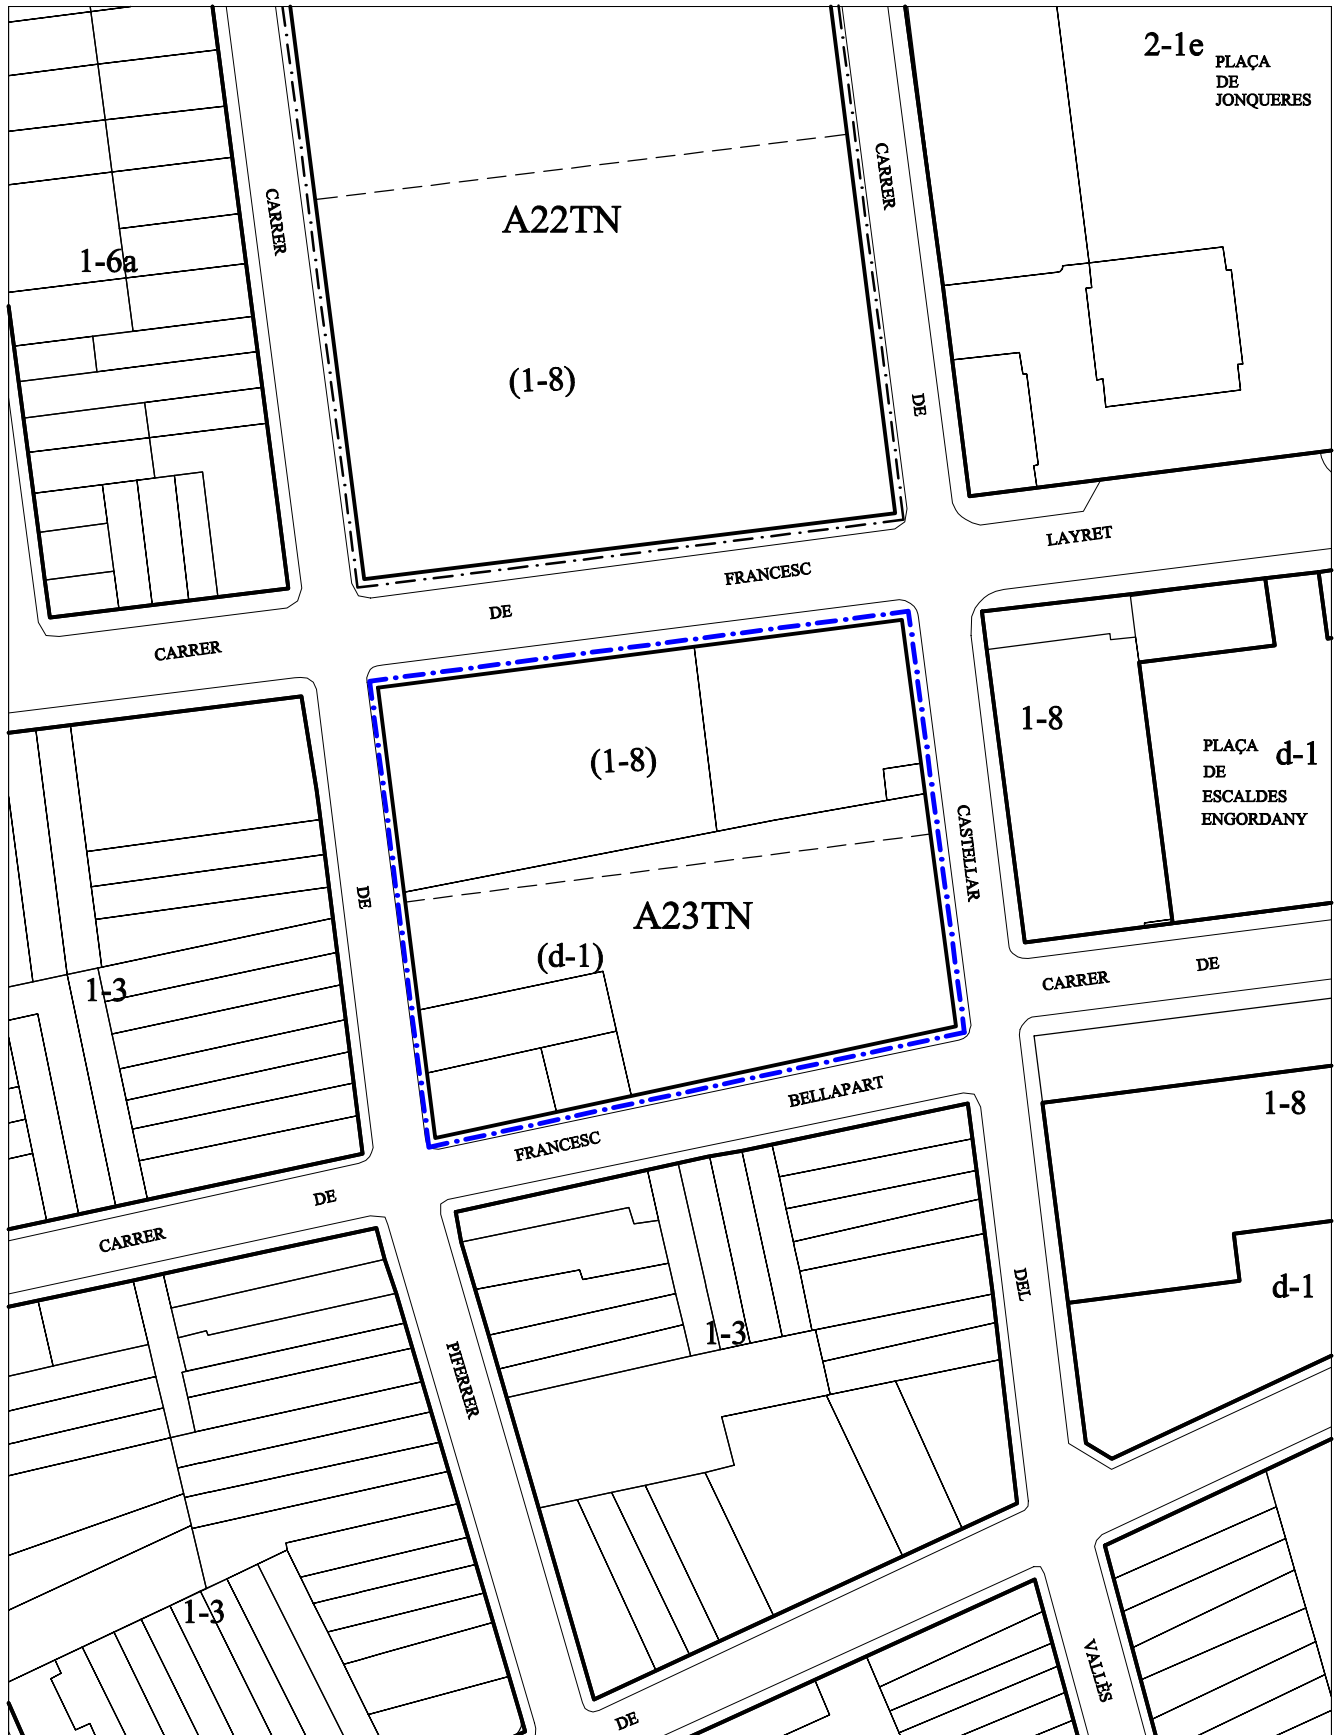 2-1e
PLAÇA
DE
JONQUERES
CARRER
CARRER
A22TN
1-6a
(1-8)
DE
LAYRET
FRANCESC
DE
CARRER
1-8
(1-8)
PLAÇA
DE
ESCALDES
ENGORDANY
d-1
CASTELLAR
DE
A23TN
(d-1)
DE
CARRER
1-3
BELLAPART
1-8
FRANCESC
DE
CARRER
DEL
d-1
1-3
PIFERRER
1-3
VALLÈS
DE